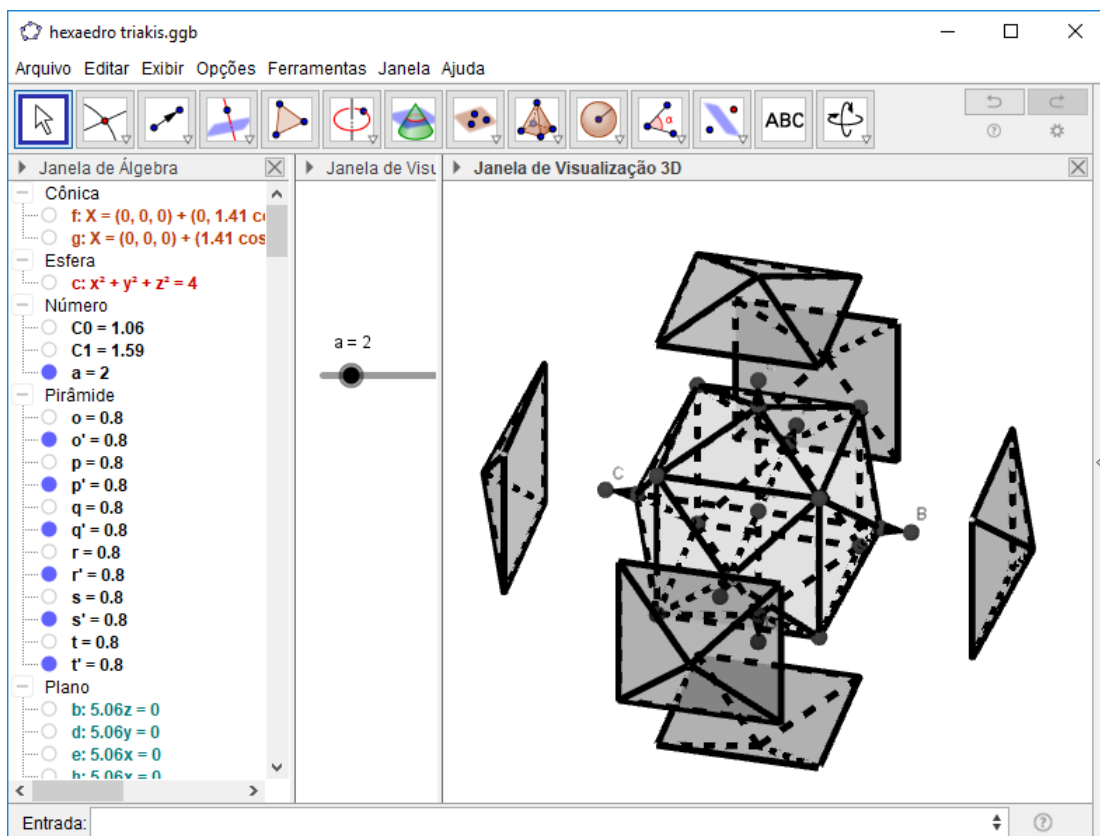 hexaedro triakis.ggb
Arquivo Editar Exibir Opções Ferramentas Janela Ajuda
α
ABC
Janela de Álgebra
Janela de Visu
Janela de Visualização 3D
Cônica
f: X = (0, 0, 0) + (0, 1.41 co
g: X = (0, 0, 0) + (1.41 cos
Esfera
c: x² + y² + z² = 4
Número
C0 = 1.06
C1 = 1.59
a = 2
Pirâmide
o = 0.8
o' = 0.8
p = 0.8
p' = 0.8
q = 0.8
q' = 0.8
r = 0.8
r' = 0.8
s = 0.8
s' = 0.8
t = 0.8
t' = 0.8
Plano
b: 5.06z = 0
d: 5.06y = 0
e: 5.06x = 0
h: 5.06x = 0
a = 2
C
B
Entrada: